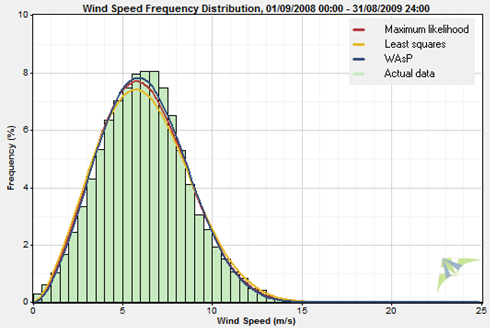 Wind Speed Frequency Distribution, 01/09/2008 00:00 - 31/08/2009 24:00
10
8
6
4
2
0
Frequency (%)
Maximum likelihood
Least squares
WAsP
Actual data
0 5 10 15 20 25
Wind Speed (m/s)